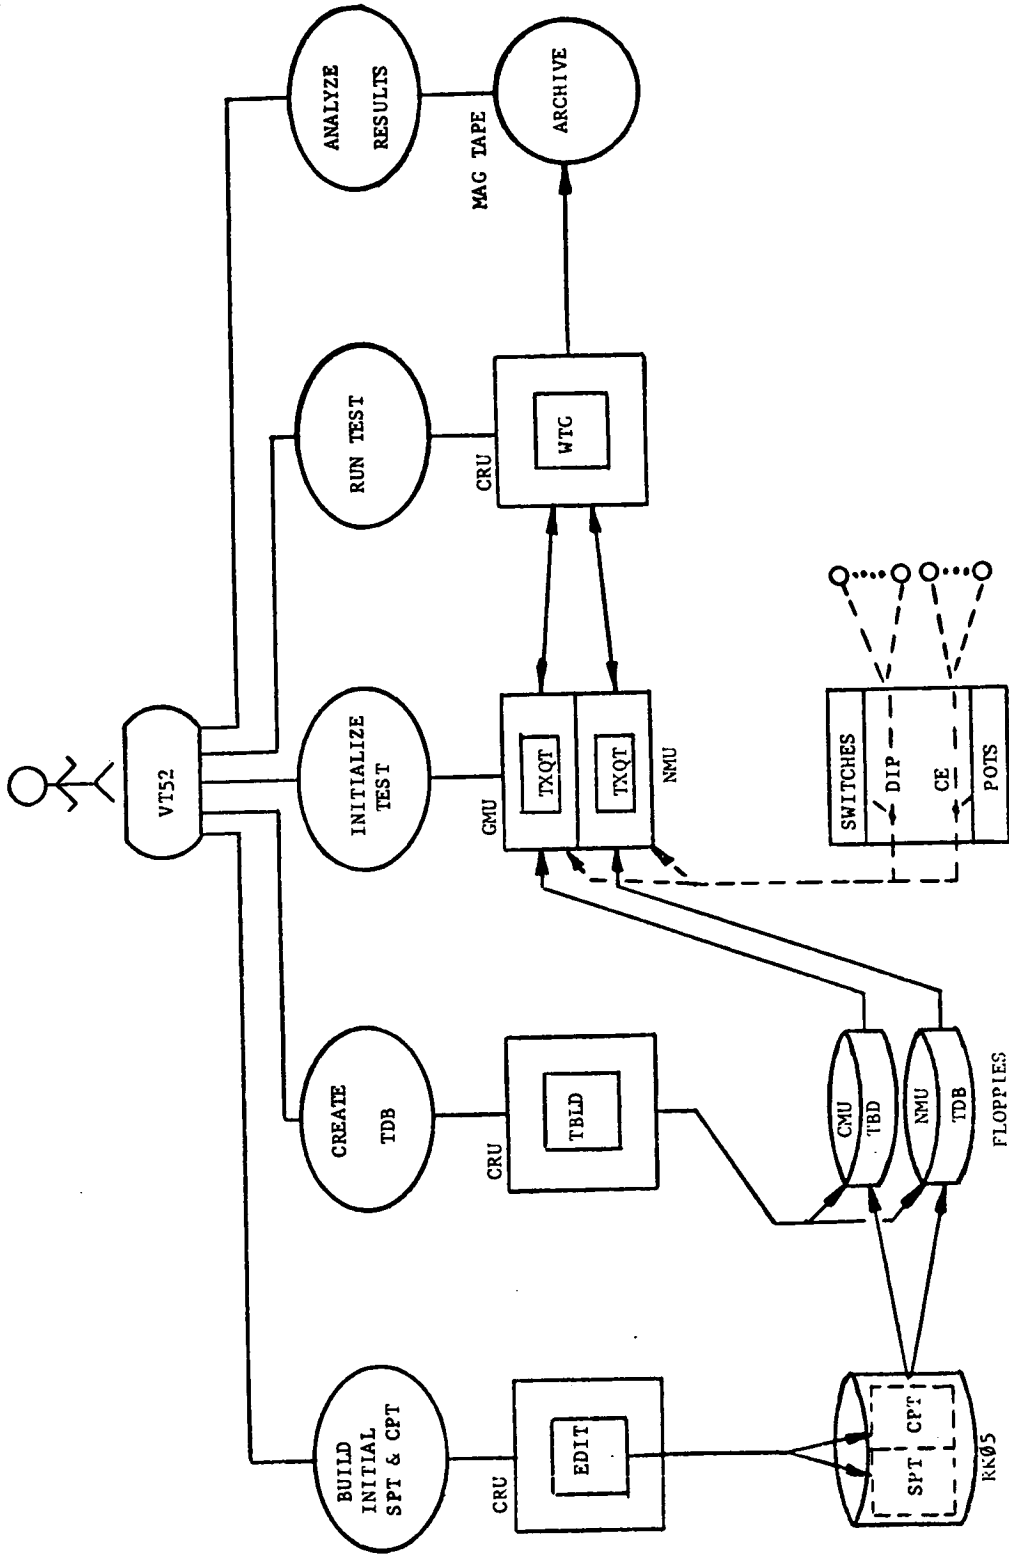 VT52
BUILD
INITIAL
SPT & CPT
CREATE
TDB
INITIALIZE
TEST
RUN TEST
ANALYZE
RESULTS
CRU
EDIT
CRU
TBLD
GMU
TXQT
TXQT
NMU
CRU
WTG
MAG TAPE
ARCHIVE
SPT
CPT
RK05
CMU
TBD
NMU
TDB
FLOPPIES
SWITCHES
DIP
CE
POTS